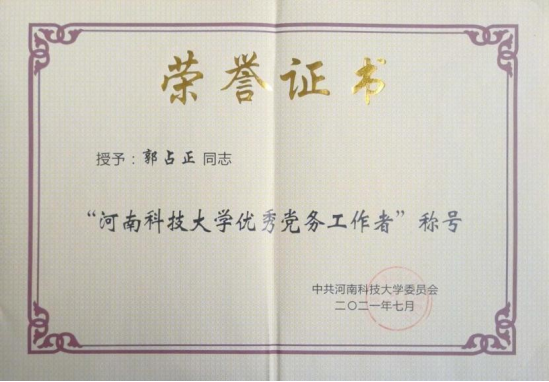 荣誉证书
授予：郭占正 同志
“河南科技大学优秀党务工作者”称号
中共河南科技大学委员会
二〇二一年七月